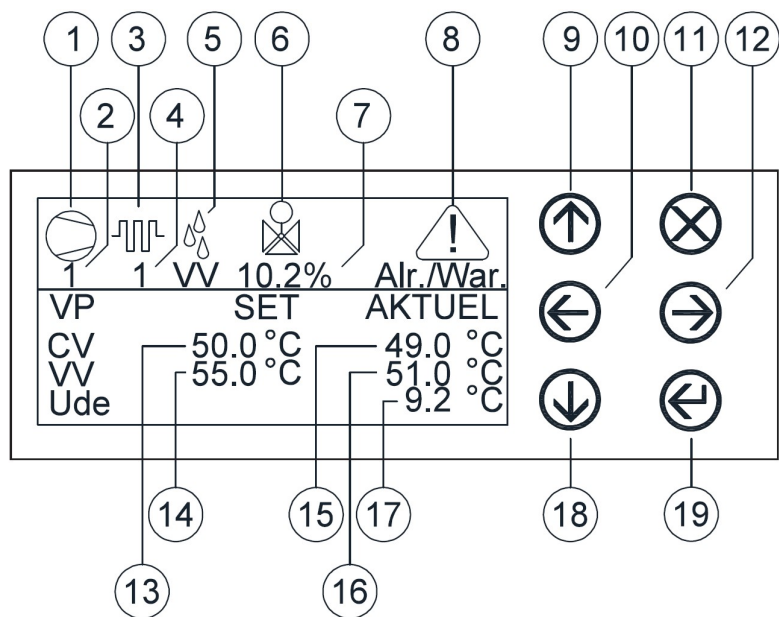 1 3 5 6 8 9 10 11 12
2 4 7
1 1 VV 10.2% Alr./War.
VP SET AKTUEL
CV 50.0 °C 49.0 °C
VV 55.0 °C 51.0 °C
Ude 9.2 °C
14 15 17 18 19
13 16